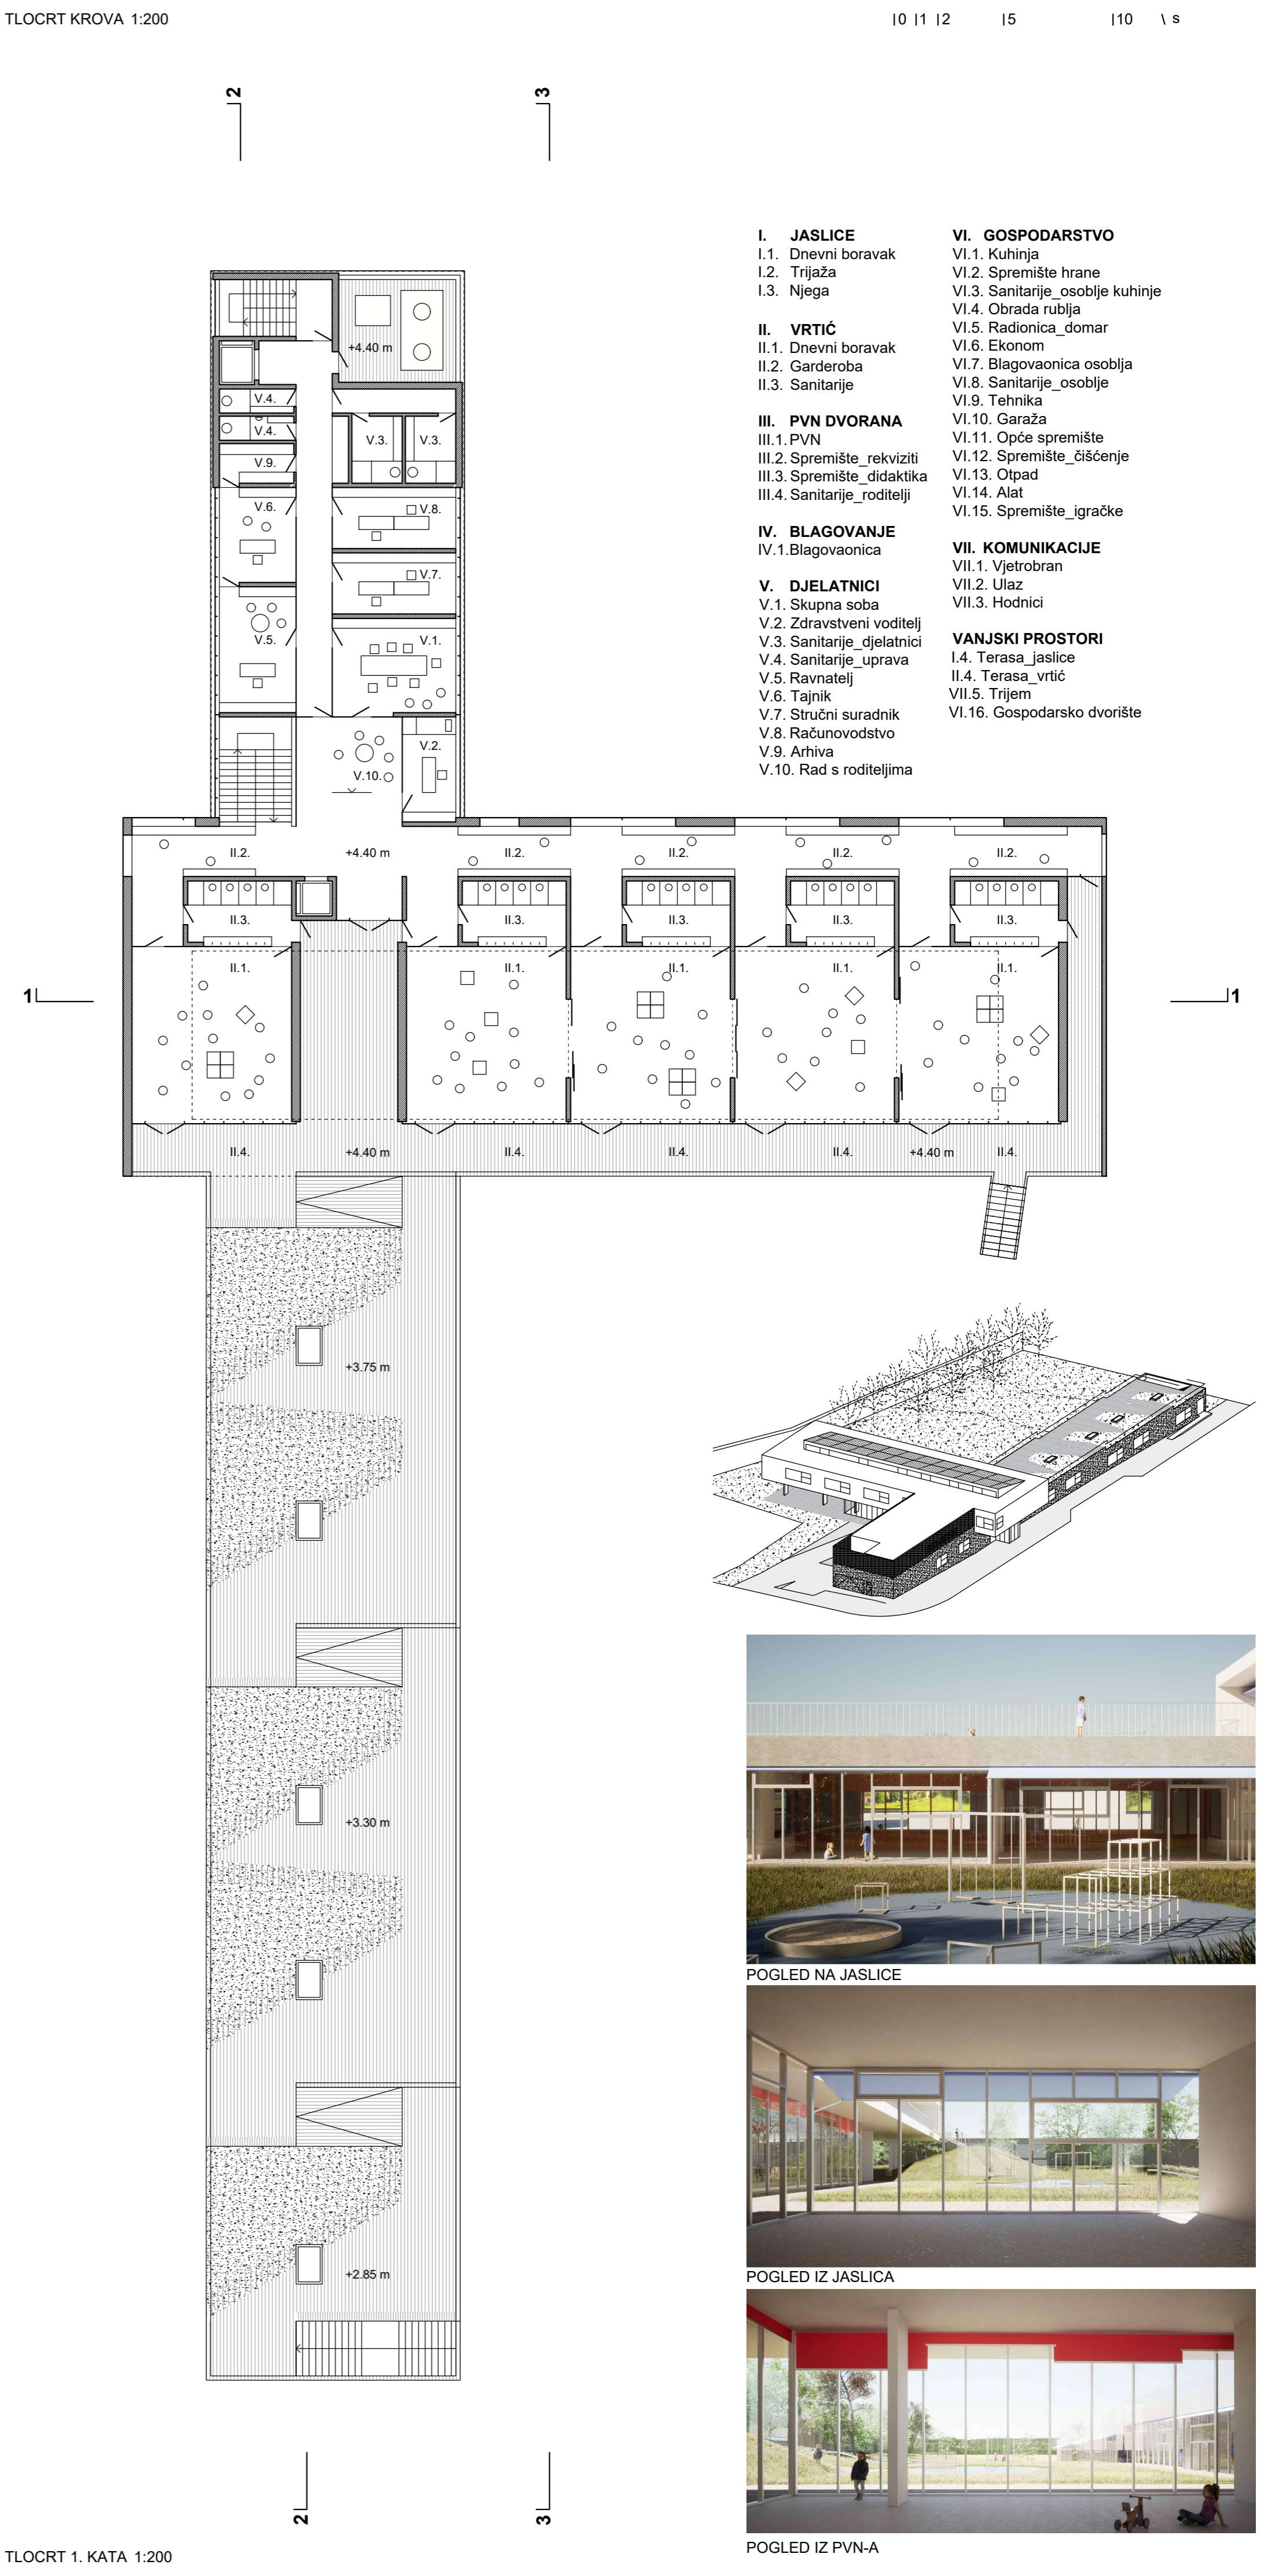 TLOCRT KROVA 1:200
|0 |1 |2 |5 |10 \ s
2 3
I. JASLICE
I.1. Dnevni boravak
I.2. Trijaža
I.3. Njega
II. VRTIĆ
II.1. Dnevni boravak
II.2. Garderoba
II.3. Sanitarije
III. PVN DVORANA
III.1.PVN
III.2.Spremište_rekviziti
III.3.Spremište_didaktika
III.4.Sanitarije_roditelji
IV. BLAGOVANJE
IV.1.Blagovaonica
V. DJELATNICI
V.1. Skupna soba
V.2. Zdravstveni voditelj
V.3. Sanitarije_djelatnici
V.4. Sanitarije_uprava
V.5. Ravnatelj
V.6. Tajnik
V.7. Stručni suradnik
V.8. Računovodstvo
V.9. Arhiva
V.10. Rad s roditeljima
VI. GOSPODARSTVO
VI.1. Kuhinja
VI.2. Spremište hrane
VI.3. Sanitarije_osoblje kuhinje
VI.4. Obrada rublja
VI.5. Radionica_domar
VI.6. Ekonom
VI.7. Blagovaonica osoblja
VI.8. Sanitarije_osoblje
VI.9. Tehnika
VI.10. Garaža
VI.11. Opće spremište
VI.12. Spremište_čišćenje
VI.13. Otpad
VI.14. Alat
VI.15. Spremište_igračke
VII. KOMUNIKACIJE
VII.1. Vjetrobran
VII.2. Ulaz
VII.3. Hodnici
VANJSKI PROSTORI
I.4. Terasa_jaslice
II.4. Terasa_vrtić
VII.5. Trijem
VI.16. Gospodarsko dvorište
+4.40 m
V.4.
V.4.
V.3. V.3.
V.9.
V.6. V.8.
V.7.
V.5. V.1.
V.2.
V.10.
II.2. +4.40 m II.2. II.2. II.2. II.2.
II.3. II.3. II.3. II.3. II.3.
II.1. II.1. II.1. II.1. II.1.
1 1
II.4. +4.40 m II.4. II.4. II.4. +4.40 m II.4.
+3.75 m
+3.30 m
+2.85 m
POGLED NA JASLICE
POGLED IZ JASLICA
POGLED IZ PVN-A
2 3
TLOCRT 1. KATA 1:200